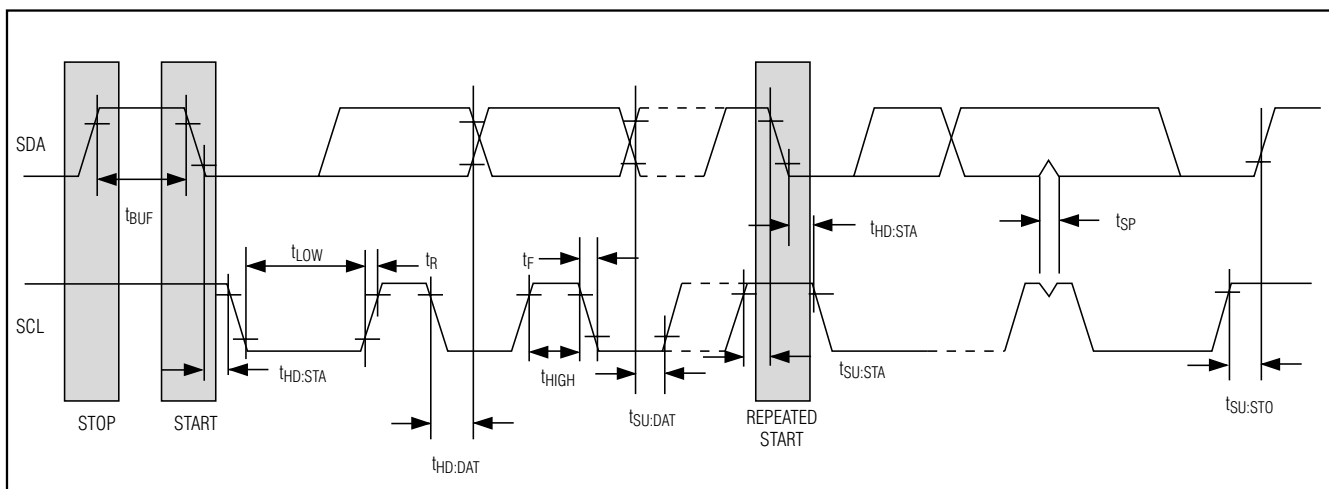 SDA
tBUF
tHD:STA
tSP
tLOW
tR
tF
SCL
tHD:STA
tHIGH
tSU:STA
tSU:DAT
tSU:STO
STOP
START
REPEATED
START
tHD:DAT